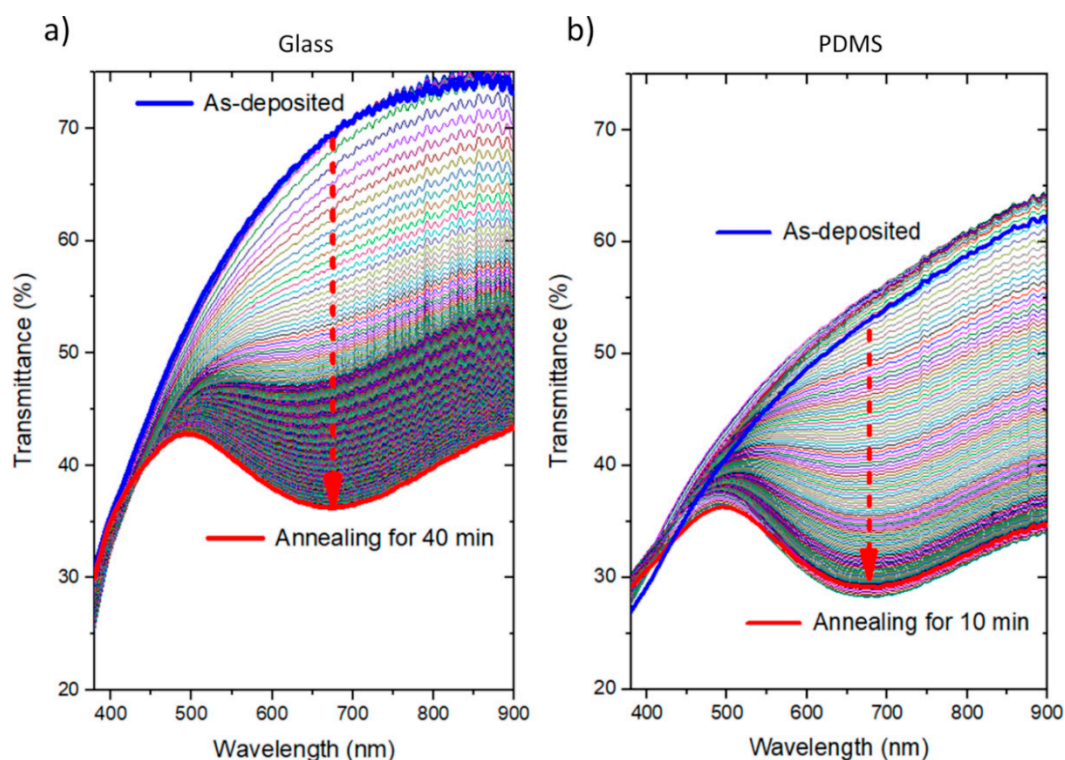 a)
Glass
As-deposited
Annealing for 40 min
Transmittance (%)
70
60
50
40
30
20
400 500 600 700 800 900
Wavelength (nm)
b)
PDMS
As-deposited
Annealing for 10 min
Transmittance (%)
70
60
50
40
30
20
400 500 600 700 800 900
Wavelength (nm)